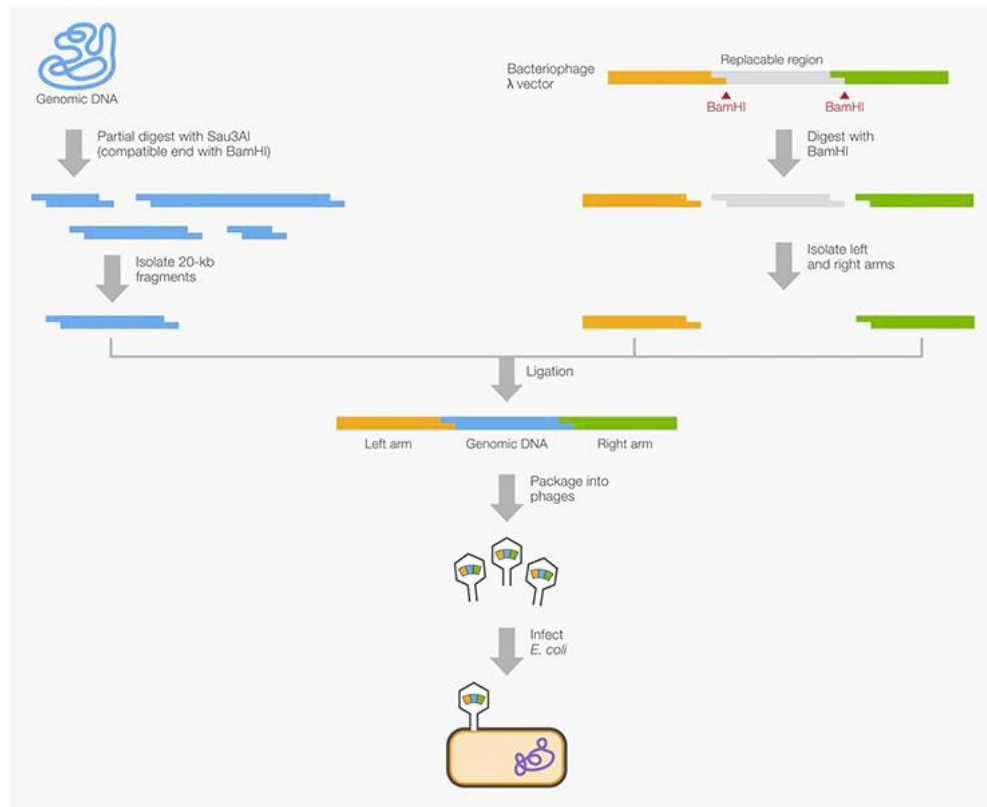 Genomic DNA
Partial digest with Sau3AI
(compatible end with BamHI)
Isolate 20-kb
fragments
Replacable region
Bacteriophage
λ vector
BamHI
BamHI
Digest with
BamHI
Isolate left
and right arms
Ligation
Left arm
Genomic DNA
Right arm
Package into
phages
Infect
E. coli